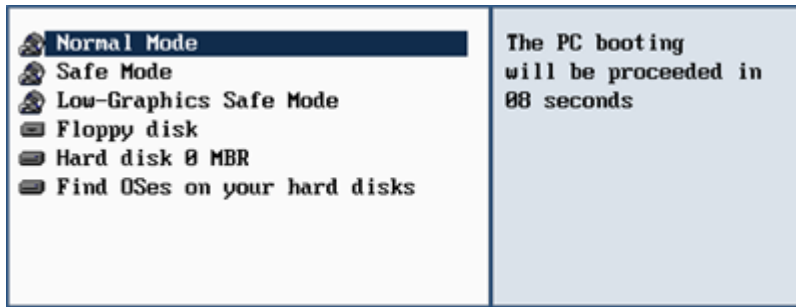 Normal Mode
Safe Mode
Low-Graphics Safe Mode
Floppy disk
Hard disk 0 MBR
Find OSes on your hard disks
The PC booting
will be proceeded in
08 seconds